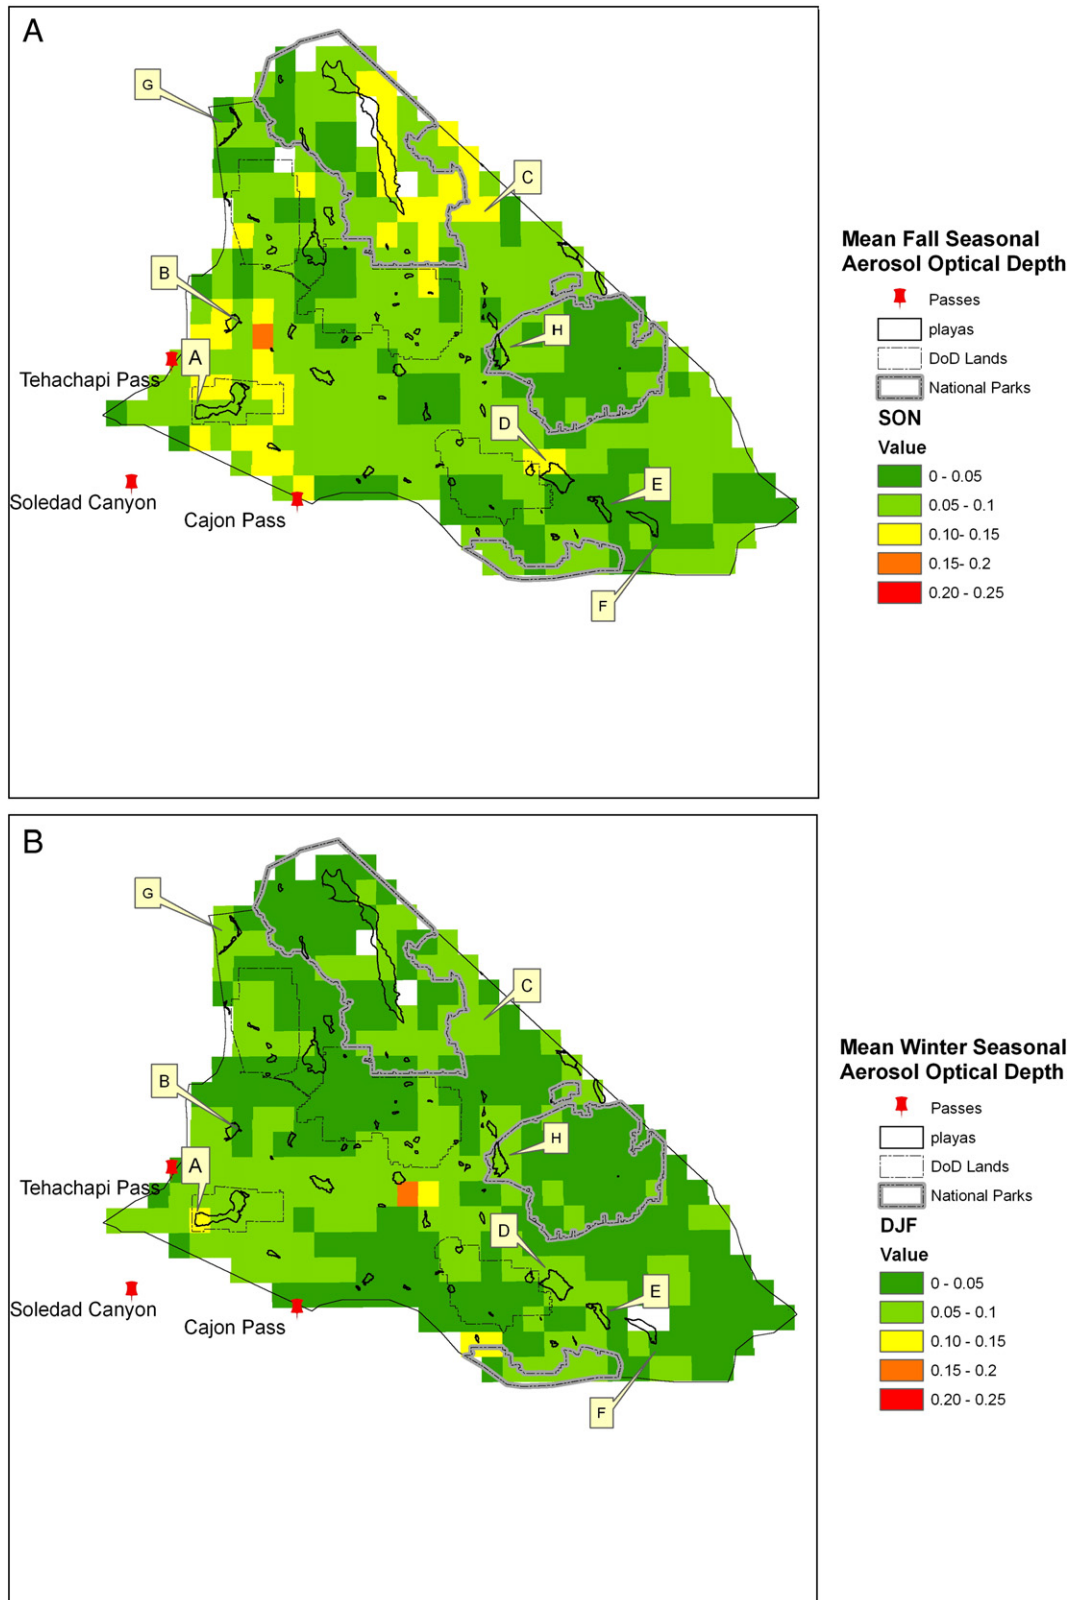 A
G
C
B
H
A
Tehachapi Pass
D
E
Soledad Canyon
Cajon Pass
F
Mean Fall Seasonal
Aerosol Optical Depth
Passes
playas
DoD Lands
National Parks
SON
Value
0 - 0.05
0.05 - 0.1
0.10- 0.15
0.15- 0.2
0.20 - 0.25
B
G
C
B
H
A
Tehachapi Pass
D
E
Soledad Canyon
Cajon Pass
F
Mean Winter Seasonal
Aerosol Optical Depth
Passes
playas
DoD Lands
National Parks
DJF
Value
0 - 0.05
0.05 - 0.1
0.10 - 0.15
0.15 - 0.2
0.20 - 0.25